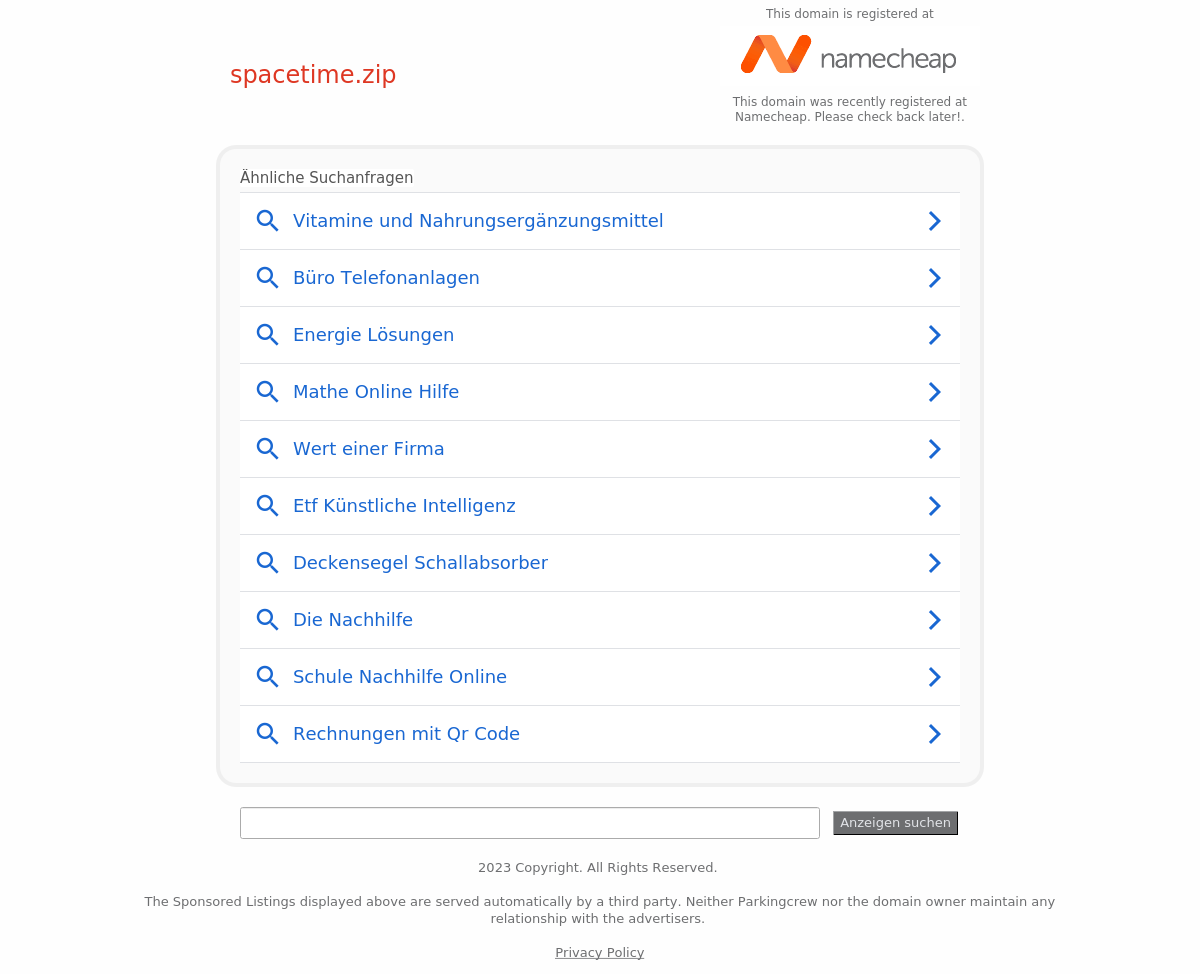 This domain is registered at
namecheap
spacetime.zip
This domain was recently registered at
Namecheap. Please check back later!.
Ähnliche Suchanfragen
Vitamine und Nahrungsergänzungsmittel
Büro Telefonanlagen
Energie Lösungen
Mathe Online Hilfe
Wert einer Firma
Etf Künstliche Intelligenz
Deckensegel Schallabsorber
Die Nachhilfe
Schule Nachhilfe Online
Rechnungen mit Qr Code
Anzeigen suchen
2023 Copyright. All Rights Reserved.
The Sponsored Listings displayed above are served automatically by a third party. Neither Parkingcrew nor the domain owner maintain any
relationship with the advertisers.
Privacy Policy